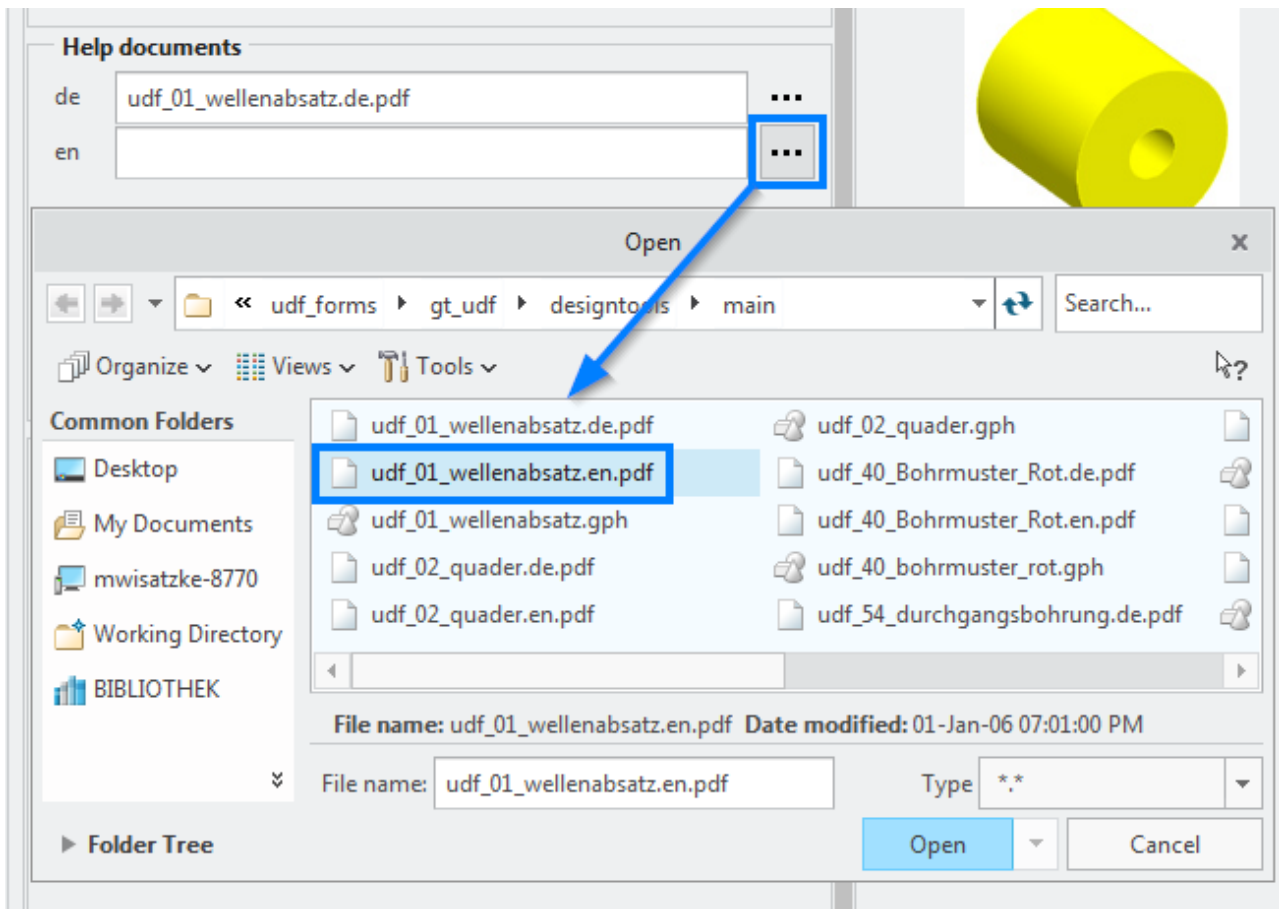 Help documents
de udf_01_wellenabsatz.de.pdf ...
en ...
Open x
« udf_forms gt_udf designtools main Search...
Organize Views Tools ?
Common Folders
Desktop
My Documents
mwisatzke-8770
Working Directory
BIBLIOTHEK
udf_01_wellenabsatz.de.pdf
udf_01_wellenabsatz.en.pdf
udf_01_wellenabsatz.gph
udf_02_quader.de.pdf
udf_02_quader.en.pdf
udf_02_quader.gph
udf_40_Bohrmuster_Rot.de.pdf
udf_40_Bohrmuster_Rot.en.pdf
udf_40_bohrmuster_rot.gph
udf_54_durchgangsbohrung.de.pdf
File name: udf_01_wellenabsatz.en.pdf Date modified: 01-Jan-06 07:01:00 PM
File name: udf_01_wellenabsatz.en.pdf Type *.*
Folder Tree Open Cancel